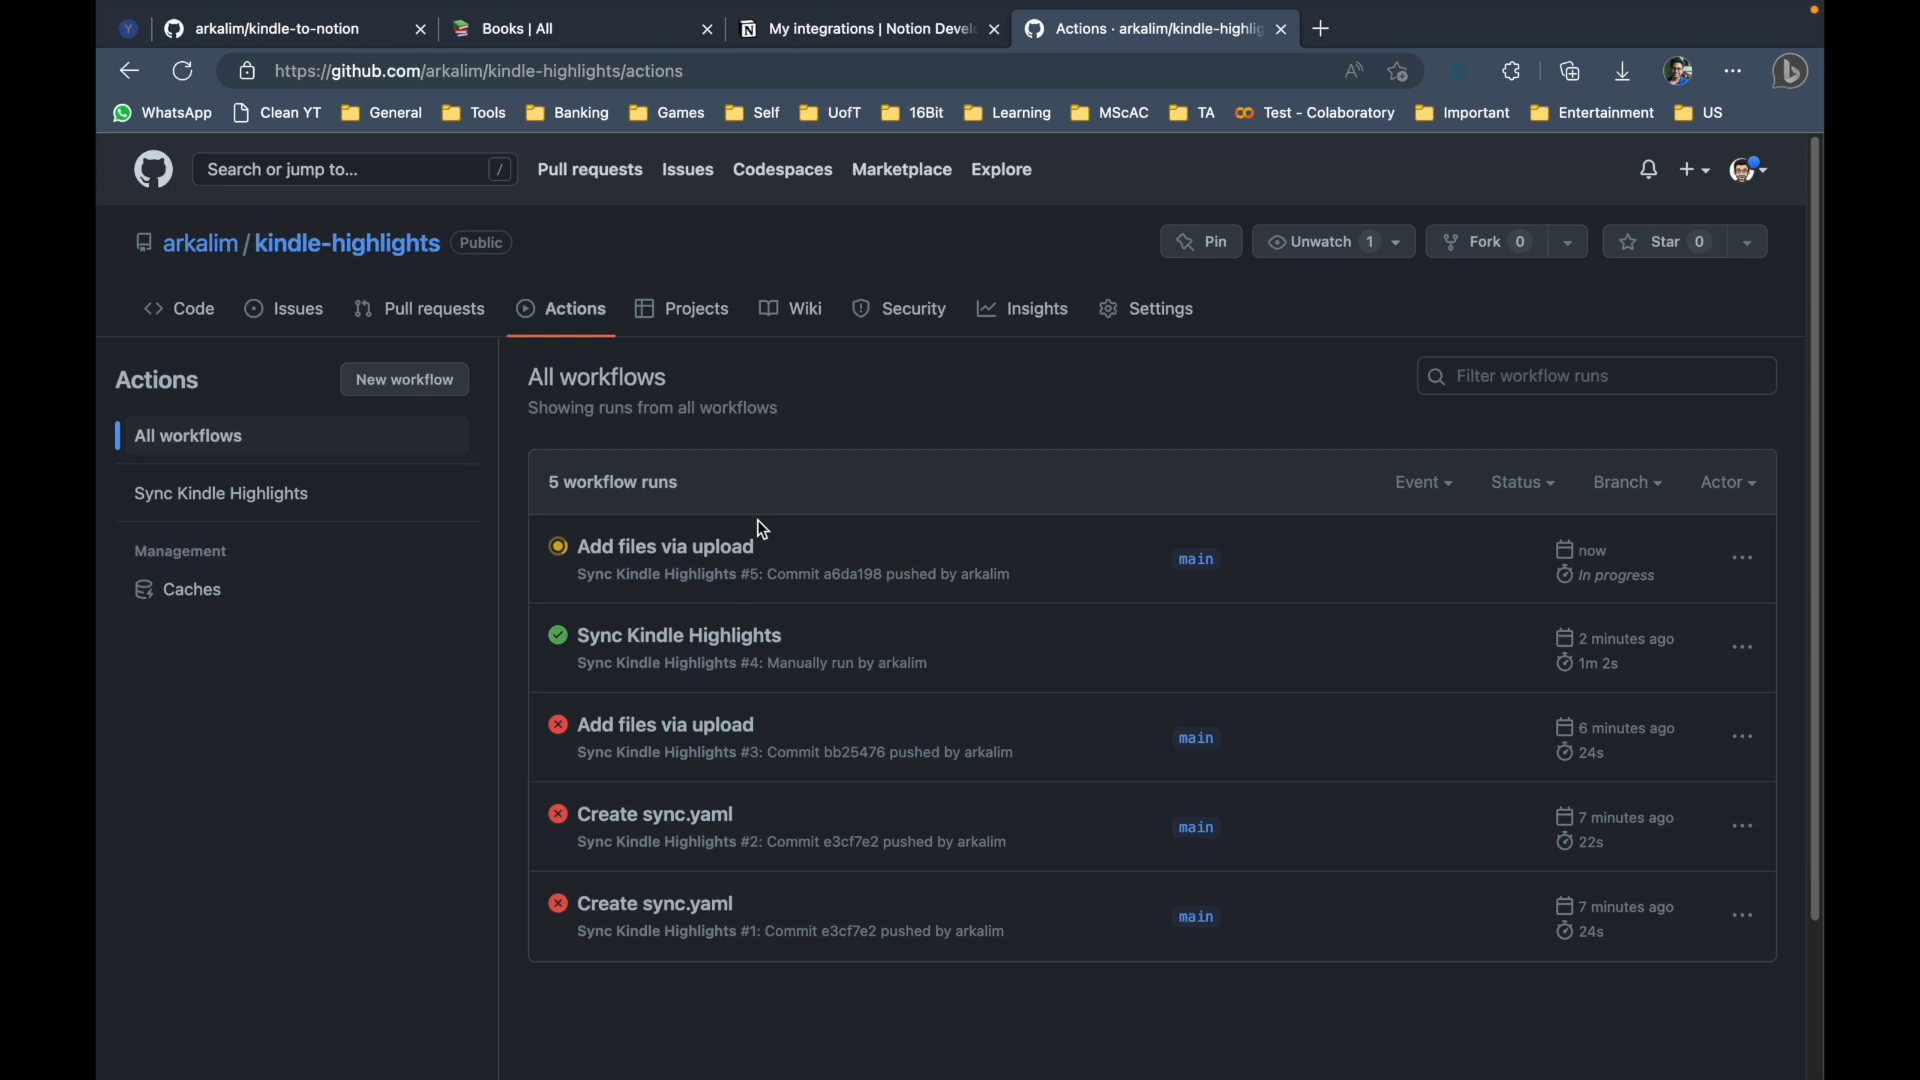 arkalim/kindle-to-notion
Books | All
My integrations | Notion Devel
Actions · arkalim/kindle-highlig
https://github.com/arkalim/kindle-highlights/actions
WhatsApp
Clean YT
General
Tools
Banking
Games
Self
UofT
16Bit
Learning
MScAC
TA
Test - Colaboratory
Important
Entertainment
US
Search or jump to...
/
Pull requests
Issues
Codespaces
Marketplace
Explore
arkalim / kindle-highlights
Public
Pin
Unwatch 1
Fork 0
Star 0
Code
Issues
Pull requests
Actions
Projects
Wiki
Security
Insights
Settings
Actions
New workflow
All workflows
Sync Kindle Highlights
Management
Caches
All workflows
Showing runs from all workflows
Filter workflow runs
5 workflow runs
Event
Status
Branch
Actor
Add files via upload
Sync Kindle Highlights #5: Commit a6da198 pushed by arkalim
main
now
In progress
Sync Kindle Highlights
Sync Kindle Highlights #4: Manually run by arkalim
2 minutes ago
1m 2s
Add files via upload
Sync Kindle Highlights #3: Commit bb25476 pushed by arkalim
main
6 minutes ago
24s
Create sync.yaml
Sync Kindle Highlights #2: Commit e3cf7e2 pushed by arkalim
main
7 minutes ago
22s
Create sync.yaml
Sync Kindle Highlights #1: Commit e3cf7e2 pushed by arkalim
main
7 minutes ago
24s